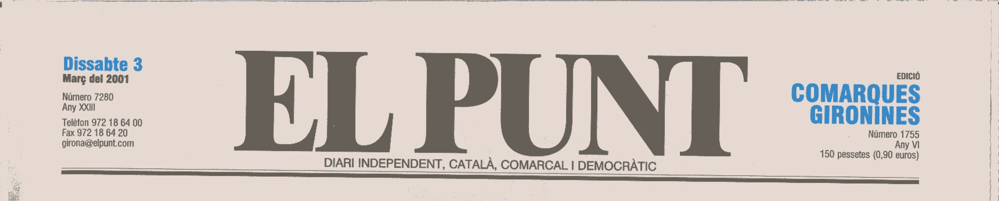 Dissabte 3
Març del 2001
Número 7280
Any XXIII
Telèfon 972 18 64 00
Fax 972 18 64 20
girona@elpunt.com
EL PUNT
DIARI INDEPENDENT, CATALÀ, COMARCAL I DEMOCRÀTIC
EDICIÓ
COMARQUES
GIRONINES
Número 1755
Any VI
150 pessetes (0,90 euros)